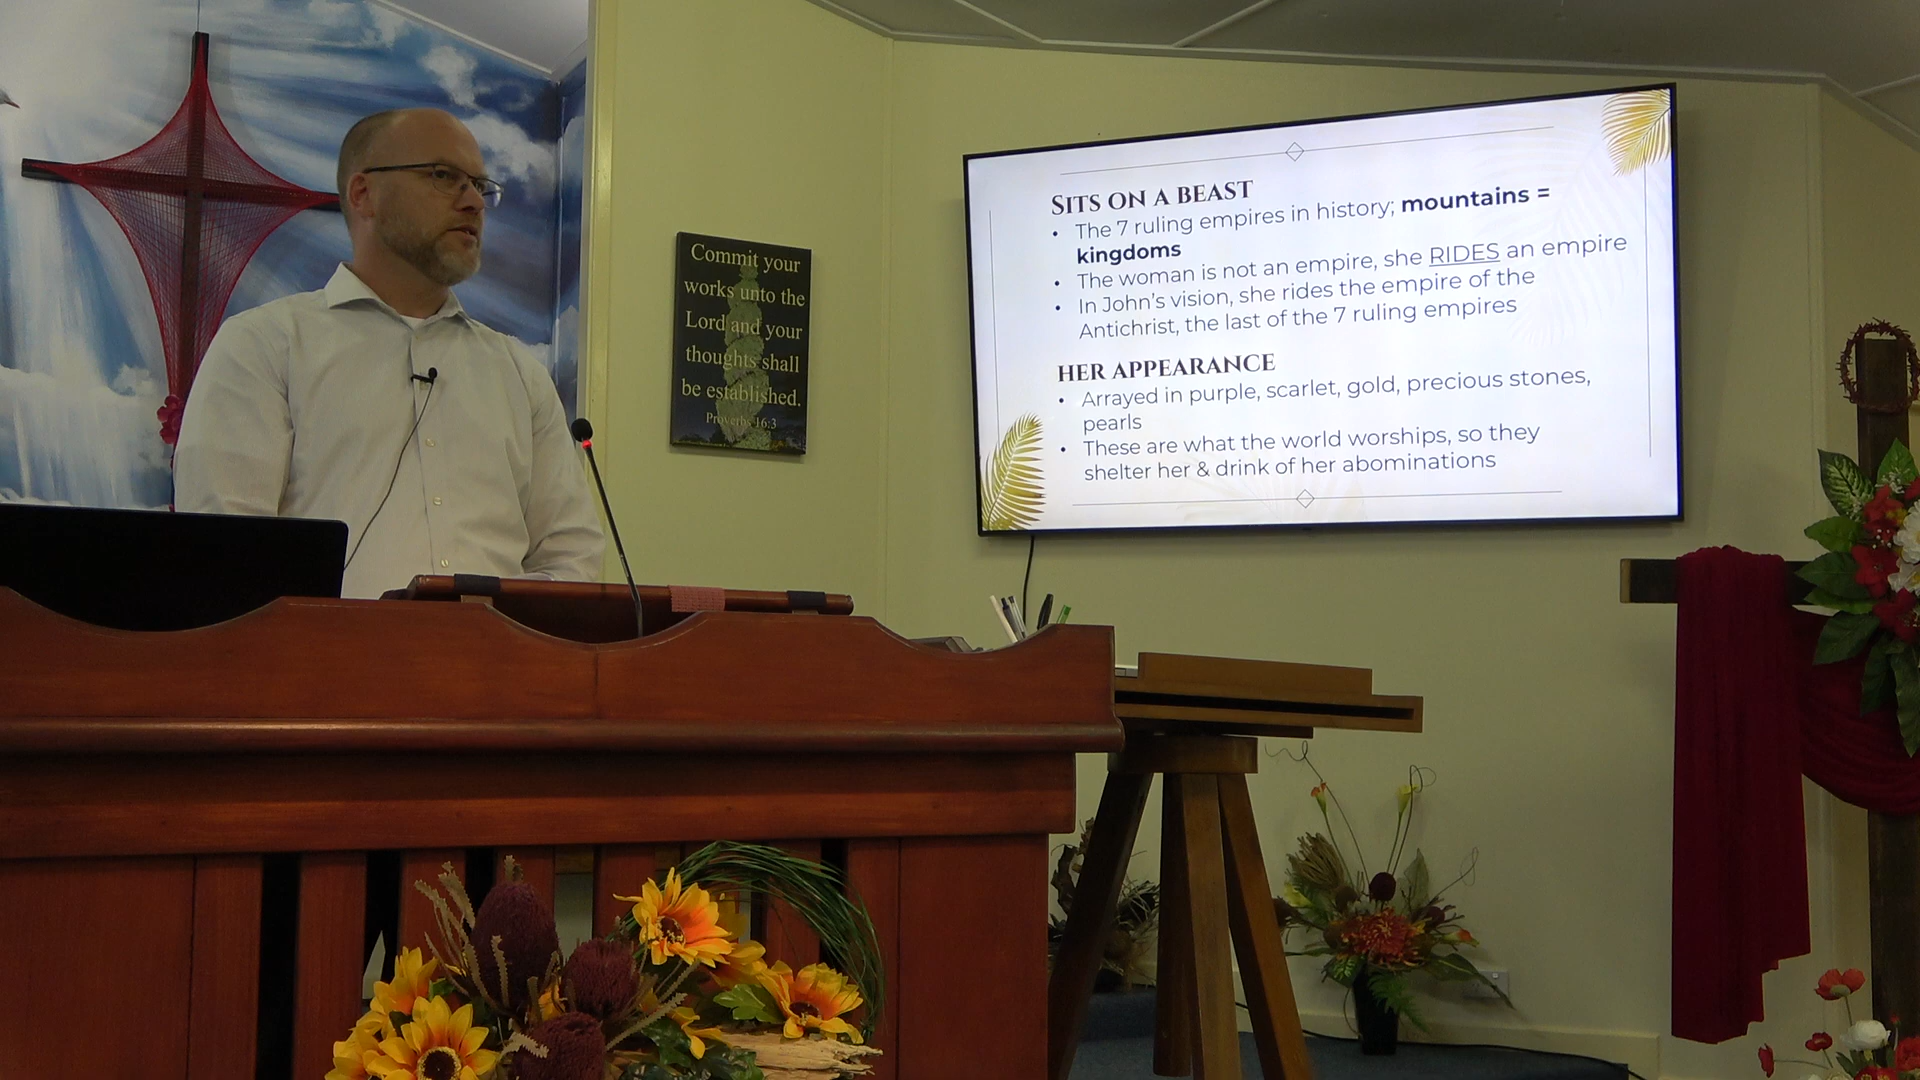 Commit your
works unto the
Lord and your
thoughts shall
be established.
Proverbs 16:3
SITS ON A BEAST
• The 7 ruling empires in history; mountains =
kingdoms
• The woman is not an empire, she RIDES an empire
• In John's vision, she rides the empire of the
Antichrist, the last of the 7 ruling empires
HER APPEARANCE
• Arrayed in purple, scarlet, gold, precious stones,
pearls
• These are what the world worships, so they
shelter her & drink of her abominations